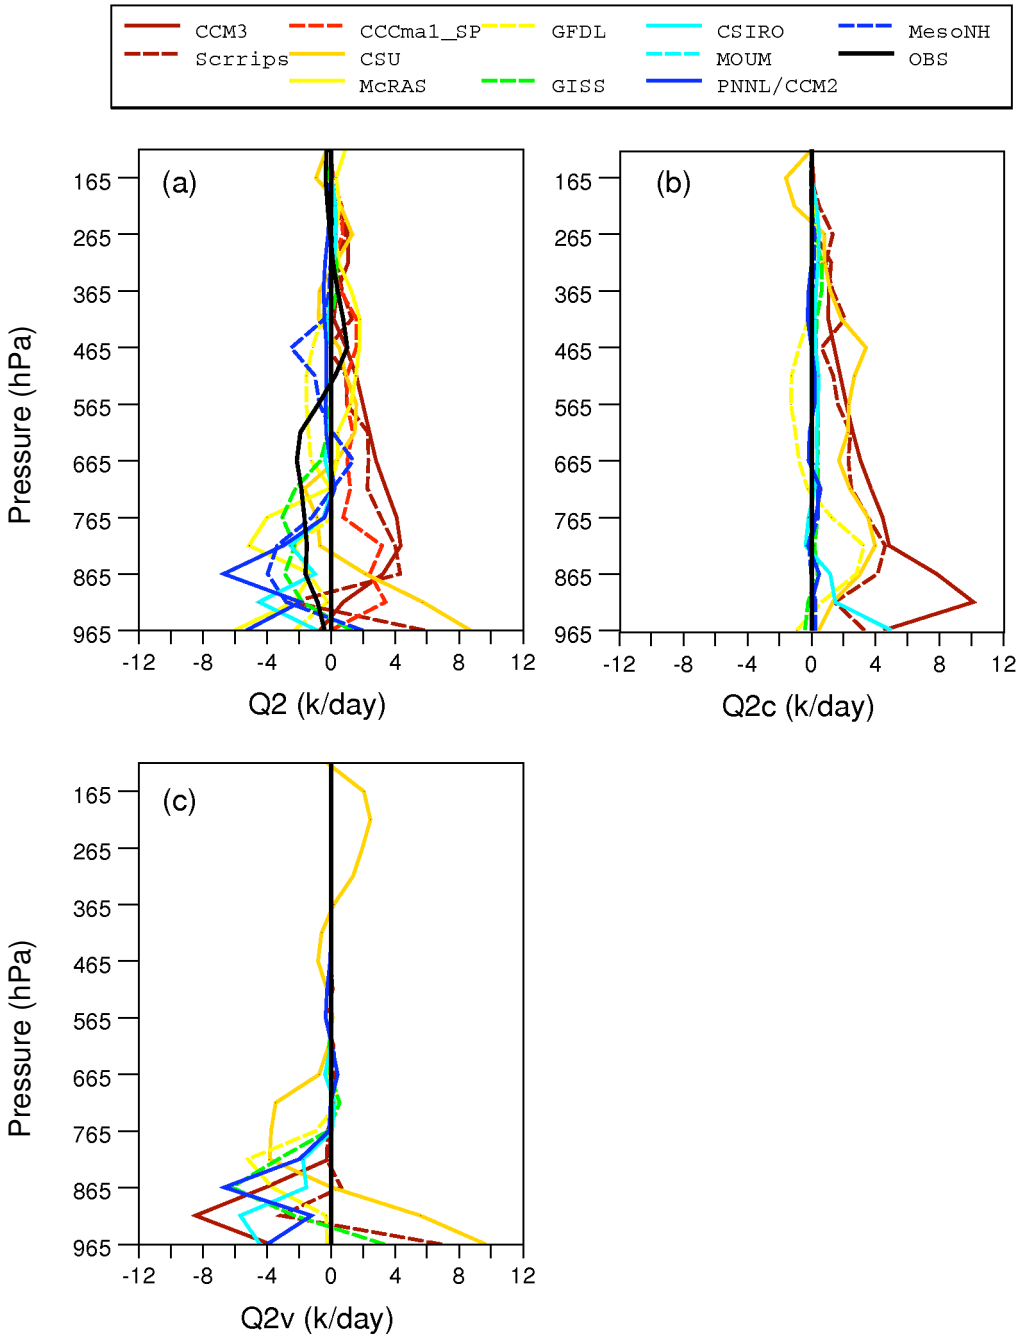 CCM3 CCCma1_SP GFDL CSIRO MesoNH
Scrrips CSU MOUM OBS
McRAS GISS PNNL/CCM2
(a)
165
265
365
465
565
665
765
865
965
Pressure (hPa)
-12 -8 -4 0 4 8 12
Q2 (k/day)
(b)
165
265
365
465
565
665
765
865
965
-12 -8 -4 0 4 8 12
Q2c (k/day)
(c)
165
265
365
465
565
665
765
865
965
Pressure (hPa)
-12 -8 -4 0 4 8 12
Q2v (k/day)